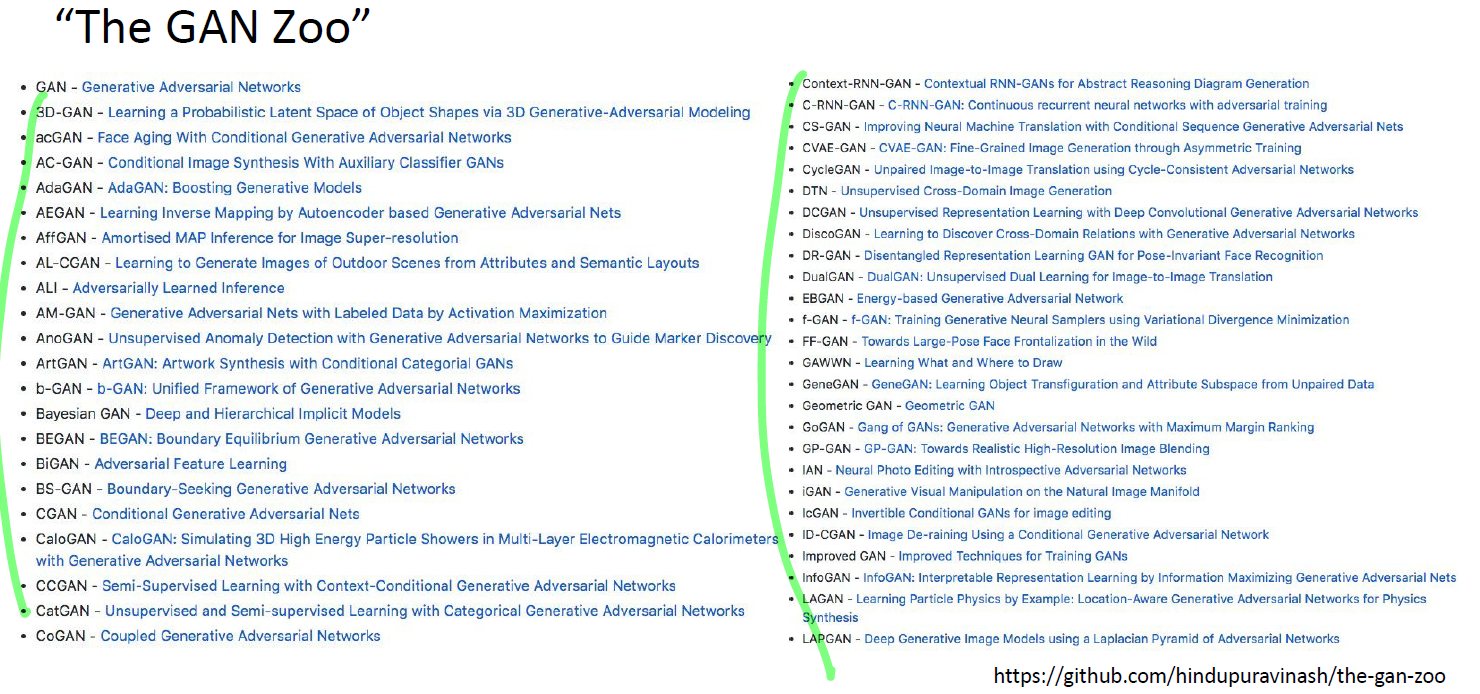 “The GAN Zoo”
• GAN - Generative Adversarial Networks
• 3D-GAN - Learning a Probabilistic Latent Space of Object Shapes via 3D Generative-Adversarial Modeling
• acGAN - Face Aging With Conditional Generative Adversarial Networks
• AC-GAN - Conditional Image Synthesis With Auxiliary Classifier GANs
• AdaGAN - AdaGAN: Boosting Generative Models
• AEGAN - Learning Inverse Mapping by Autoencoder based Generative Adversarial Nets
• AffGAN - Amortised MAP Inference for Image Super-resolution
• AL-CGAN - Learning to Generate Images of Outdoor Scenes from Attributes and Semantic Layouts
• ALI - Adversarially Learned Inference
• AM-GAN - Generative Adversarial Nets with Labeled Data by Activation Maximization
• AnoGAN - Unsupervised Anomaly Detection with Generative Adversarial Networks to Guide Marker Discovery
• ArtGAN - ArtGAN: Artwork Synthesis with Conditional Categorial GANs
• b-GAN - b-GAN: Unified Framework of Generative Adversarial Networks
• Bayesian GAN - Deep and Hierarchical Implicit Models
• BEGAN - BEGAN: Boundary Equilibrium Generative Adversarial Networks
• BiGAN - Adversarial Feature Learning
• BS-GAN - Boundary-Seeking Generative Adversarial Networks
• CGAN - Conditional Generative Adversarial Nets
• CaloGAN - CaloGAN: Simulating 3D High Energy Particle Showers in Multi-Layer Electromagnetic Calorimeters
with Generative Adversarial Networks
• CCGAN - Semi-Supervised Learning with Context-Conditional Generative Adversarial Networks
• CatGAN - Unsupervised and Semi-supervised Learning with Categorical Generative Adversarial Networks
• CoGAN - Coupled Generative Adversarial Networks
• Context-RNN-GAN - Contextual RNN-GANs for Abstract Reasoning Diagram Generation
• C-RNN-GAN - C-RNN-GAN: Continuous recurrent neural networks with adversarial training
• CS-GAN - Improving Neural Machine Translation with Conditional Sequence Generative Adversarial Nets
• CVAE-GAN - CVAE-GAN: Fine-Grained Image Generation through Asymmetric Training
• CycleGAN - Unpaired Image-to-Image Translation using Cycle-Consistent Adversarial Networks
• DTN - Unsupervised Cross-Domain Image Generation
• DCGAN - Unsupervised Representation Learning with Deep Convolutional Generative Adversarial Networks
• DiscoGAN - Learning to Discover Cross-Domain Relations with Generative Adversarial Networks
• DR-GAN - Disentangled Representation Learning GAN for Pose-Invariant Face Recognition
• DualGAN - DualGAN: Unsupervised Dual Learning for Image-to-Image Translation
• EBGAN - Energy-based Generative Adversarial Network
• f-GAN - f-GAN: Training Generative Neural Samplers using Variational Divergence Minimization
• FF-GAN - Towards Large-Pose Face Frontalization in the Wild
• GAWWN - Learning What and Where to Draw
• GeneGAN - GeneGAN: Learning Object Transfiguration and Attribute Subspace from Unpaired Data
• Geometric GAN - Geometric GAN
• GoGAN - Gang of GANs: Generative Adversarial Networks with Maximum Margin Ranking
• GP-GAN - GP-GAN: Towards Realistic High-Resolution Image Blending
• IAN - Neural Photo Editing with Introspective Adversarial Networks
• iGAN - Generative Visual Manipulation on the Natural Image Manifold
• IcGAN - Invertible Conditional GANs for image editing
• ID-CGAN - Image De-raining Using a Conditional Generative Adversarial Network
• Improved GAN - Improved Techniques for Training GANs
• InfoGAN - InfoGAN: Interpretable Representation Learning by Information Maximizing Generative Adversarial Nets
• LAGAN - Learning Particle Physics by Example: Location-Aware Generative Adversarial Networks for Physics
Synthesis
• LAPGAN - Deep Generative Image Models using a Laplacian Pyramid of Adversarial Networks
https://github.com/hindupuravinash/the-gan-zoo